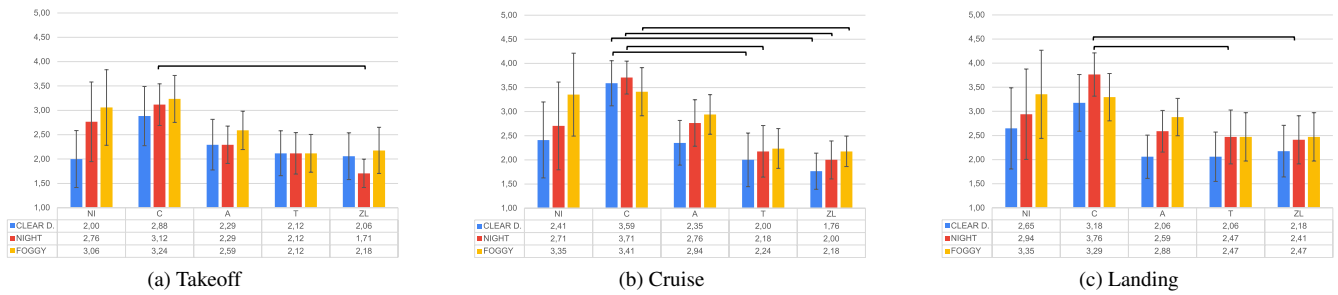 5,00
4,50
4,00
3,50
3,00
2,50
2,00
1,50
1,00
NI C A T ZL
CLEAR D. 2,00 2,88 2,29 2,12 2,06
NIGHT 2,76 3,12 2,29 2,12 1,71
FOGGY 3,06 3,24 2,59 2,12 2,18
(a) Takeoff
5,00
4,50
4,00
3,50
3,00
2,50
2,00
1,50
1,00
NI C A T ZL
CLEAR D. 2,41 3,59 2,35 2,00 1,76
NIGHT 2,71 3,71 2,76 2,18 2,00
FOGGY 3,35 3,41 2,94 2,24 2,18
(b) Cruise
5,00
4,50
4,00
3,50
3,00
2,50
2,00
1,50
1,00
NI C A T ZL
CLEAR D. 2,65 3,18 2,06 2,06 2,18
NIGHT 2,94 3,76 2,59 2,47 2,41
FOGGY 3,35 3,29 2,88 2,47 2,47
(c) Landing